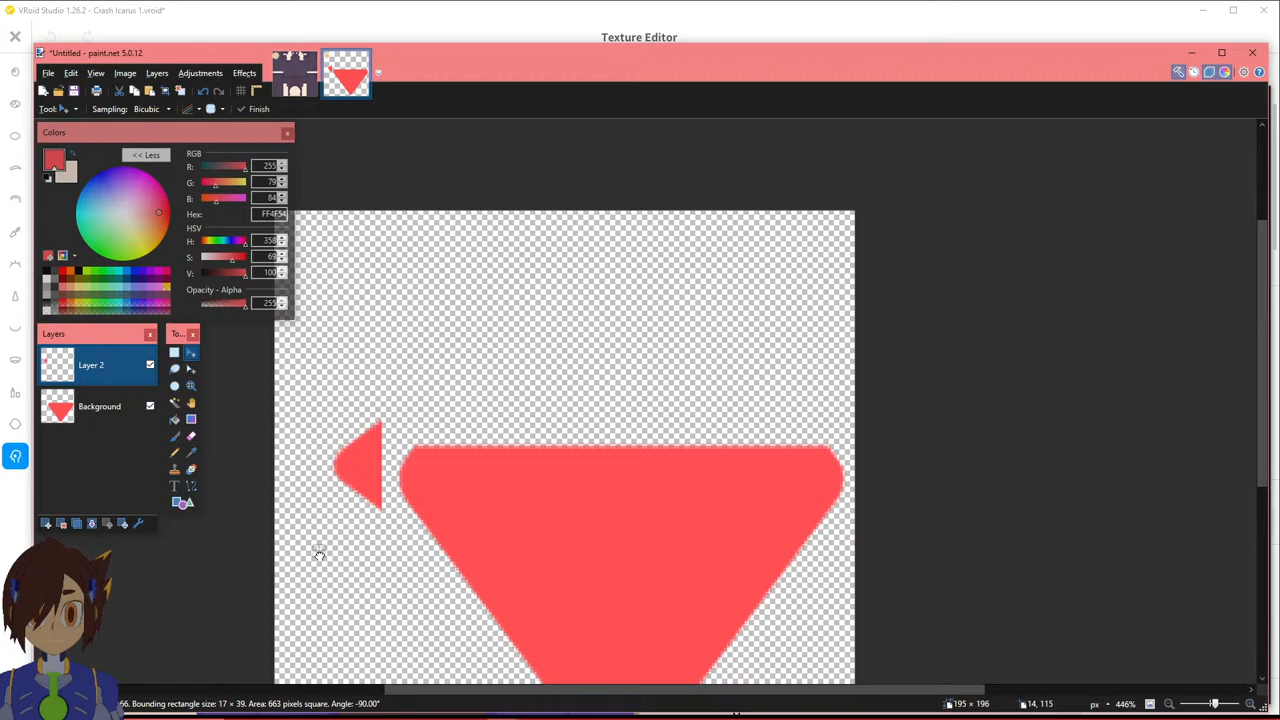 VRoid Studio 1.26.2 - Crash Icarus 1.vroid*
Texture Editor
*Untitled - paint.net 5.0.12
File Edit View Image Layers Adjustments Effects
Tool: Sampling: Bicubic Finish
Colors
<< Less
RGB
R: 255
G: 79
B: 84
Hex: FF4F54
HSV
H: 358
S: 69
V: 100
Opacity - Alpha
255
Layers
To...
Layer 2
Background
66. Bounding rectangle size: 17 × 39. Area: 663 pixels square. Angle: -90.00°
195 × 196
14, 115
px
446%